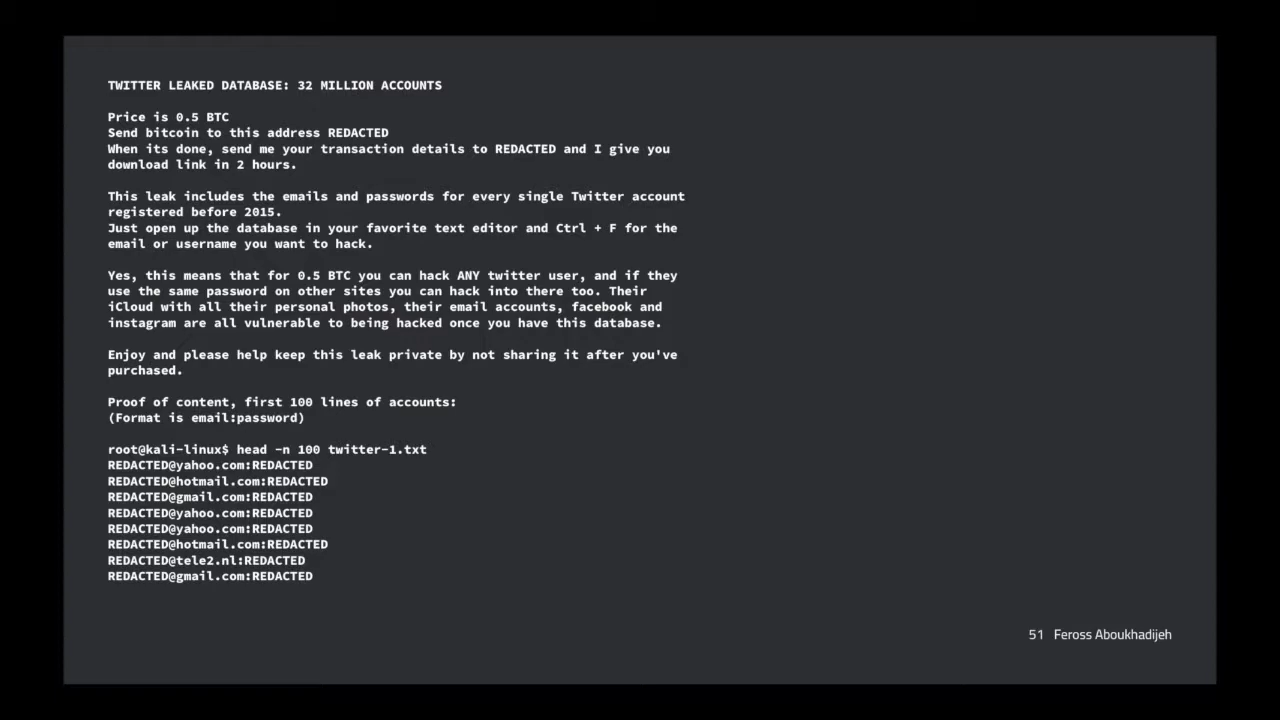 TWITTER LEAKED DATABASE: 32 MILLION ACCOUNTS
Price is 0.5 BTC
Send bitcoin to this address REDACTED
When its done, send me your transaction details to REDACTED and I give you
download link in 2 hours.
This leak includes the emails and passwords for every single Twitter account
registered before 2015.
Just open up the database in your favorite text editor and Ctrl + F for the
email or username you want to hack.
Yes, this means that for 0.5 BTC you can hack ANY twitter user, and if they
use the same password on other sites you can hack into there too. Their
iCloud with all their personal photos, their email accounts, facebook and
instagram are all vulnerable to being hacked once you have this database.
Enjoy and please help keep this leak private by not sharing it after you've
purchased.
Proof of content, first 100 lines of accounts:
(Format is email:password)
root@kali-linux$ head -n 100 twitter-1.txt
REDACTED@yahoo.com:REDACTED
REDACTED@hotmail.com:REDACTED
REDACTED@gmail.com:REDACTED
REDACTED@yahoo.com:REDACTED
REDACTED@yahoo.com:REDACTED
REDACTED@hotmail.com:REDACTED
REDACTED@tele2.nl:REDACTED
REDACTED@gmail.com:REDACTED
51 Feross Aboukhadijeh